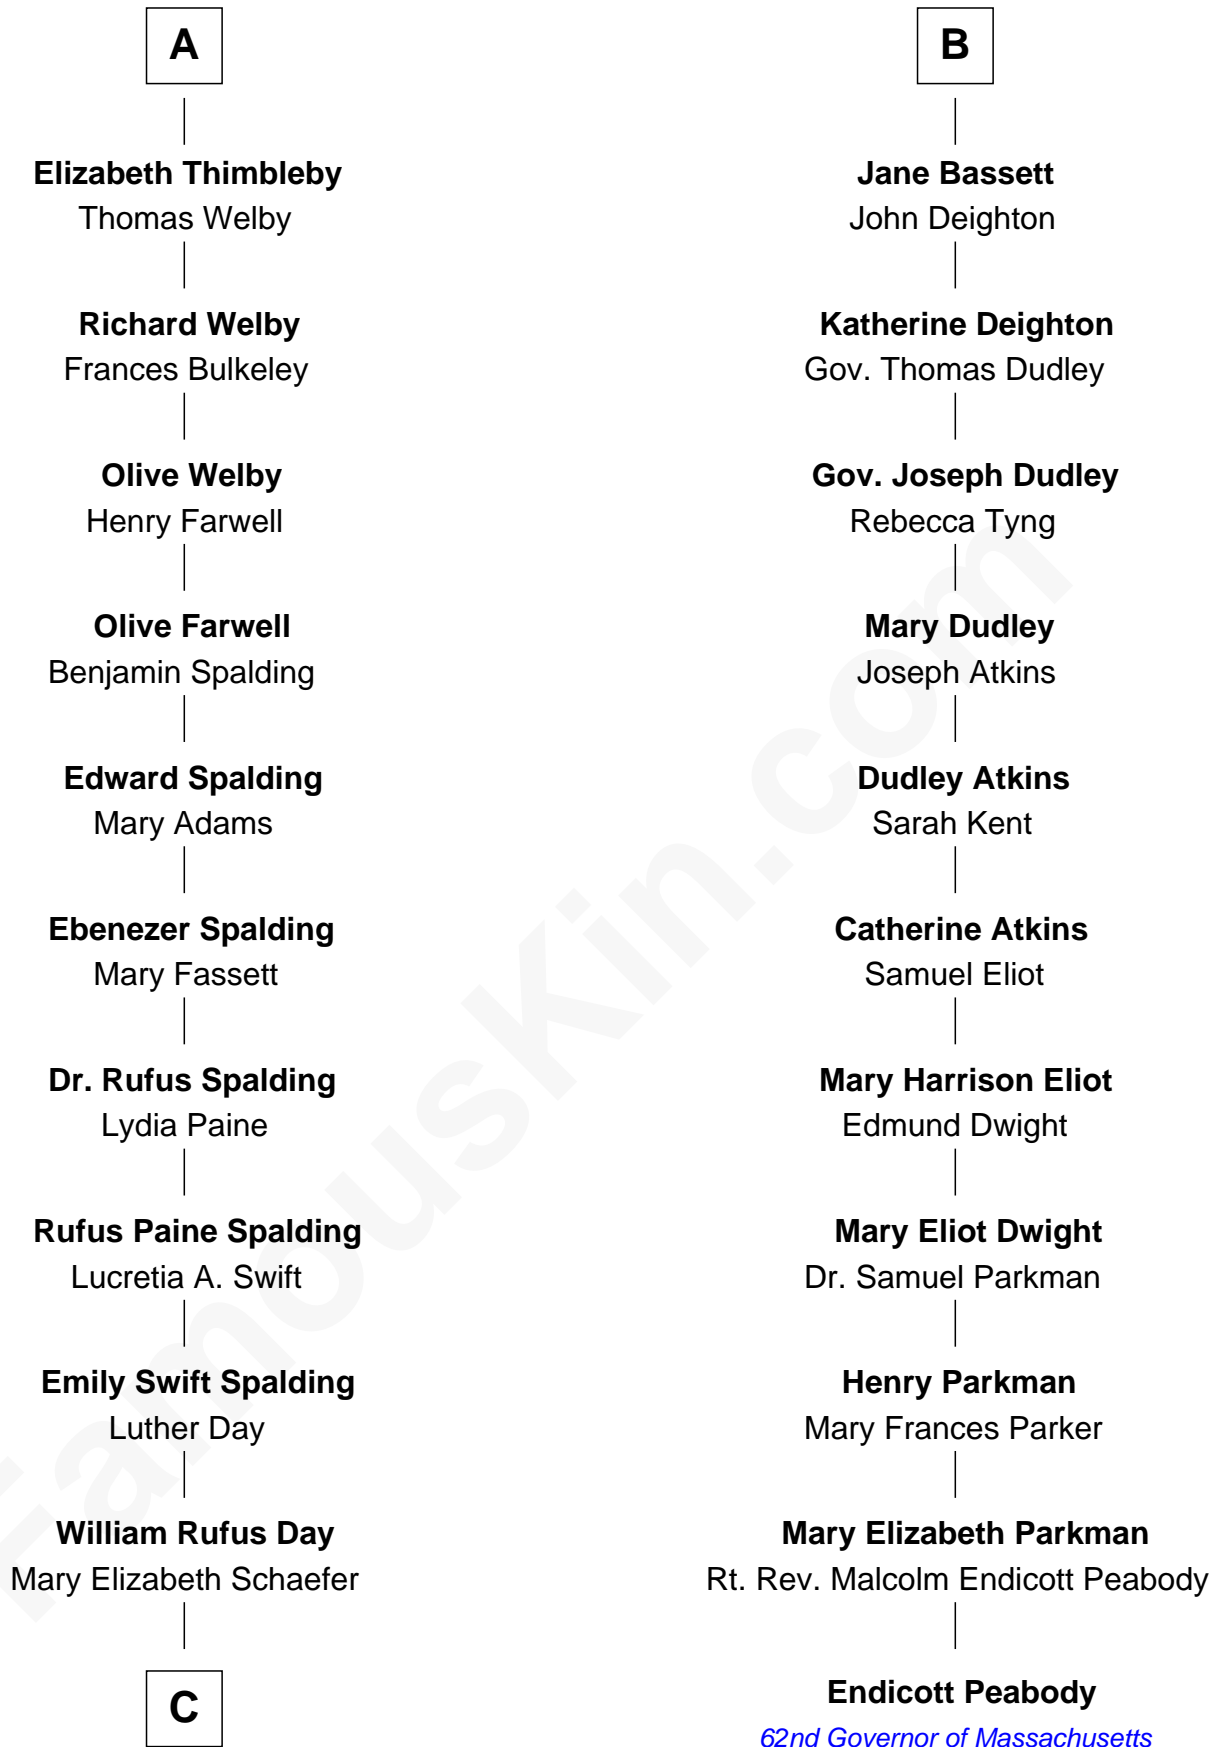 A
Elizabeth Thimbleby
Thomas Welby
Richard Welby
Frances Bulkeley
Olive Welby
Henry Farwell
Olive Farwell
Benjamin Spalding
Edward Spalding
Mary Adams
Ebenezer Spalding
Mary Fassett
Dr. Rufus Spalding
Lydia Paine
Rufus Paine Spalding
Lucretia A. Swift
Emily Swift Spalding
Luther Day
William Rufus Day
Mary Elizabeth Schaefer
C
B
Jane Bassett
John Deighton
Katherine Deighton
Gov. Thomas Dudley
Gov. Joseph Dudley
Rebecca Tyng
Mary Dudley
Joseph Atkins
Dudley Atkins
Sarah Kent
Catherine Atkins
Samuel Eliot
Mary Harrison Eliot
Edmund Dwight
Mary Eliot Dwight
Dr. Samuel Parkman
Henry Parkman
Mary Frances Parker
Mary Elizabeth Parkman
Rt. Rev. Malcolm Endicott Peabody
Endicott Peabody
62nd Governor of Massachusetts
FamousKin.com